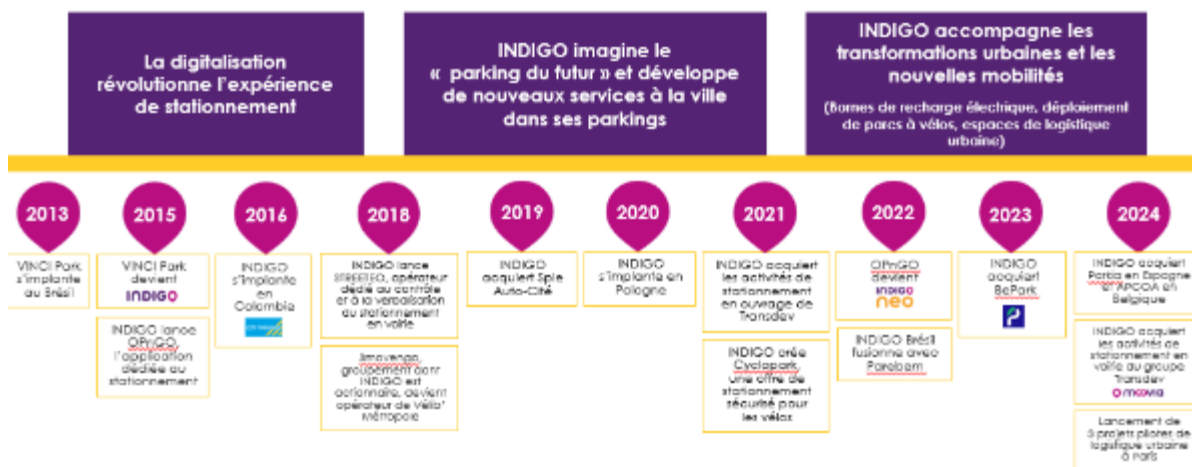 La digitalisation
révolutionne l'expérience
de stationnement
INDIGO imagine le
« parking du futur » et développe
de nouveaux services à la ville
dans ses parkings
INDIGO accompagne les
transformations urbaines et les
nouvelles mobilités
(Bornes de recharge électrique, déploiement
de parcs à vélos, espaces de logistique
urbaine)
2013
VINCI Park
s'implante
au Brésil
2015
VINCI Park
devient
INDIGO
INDIGO lance
OPnGO,
l'application
dédiée au
stationnement
2016
INDIGO
s'implante
en
Colombie
2018
INDIGO lance
STREETEO, opérateur
dédié au contrôle
et à la verbalisation
du stationnement
en voirie
Smovengo,
groupement dont
INDIGO est
actionnaire, devient
opérateur de Vélib'
Métropole
2019
INDIGO
acquiert Spie
Auto-Cité
2020
INDIGO
s'implante en
Pologne
2021
INDIGO acquiert
les activités de
stationnement
en ouvrage de
Transdev
INDIGO crée
Cyclopark,
une offre de
stationnement
sécurisé pour
les vélos
2022
OPnGO
devient
INDIGO
neo
INDIGO Brésil
fusionne avec
Parebem
2023
INDIGO
acquiert
BePark
2024
INDIGO acquiert
Parkia en Espagne
et APCOA en
Belgique
INDIGO acquiert
les activités de
stationnement en
voirie du groupe
Transdev
moovia
Lancement de
3 projets pilotes de
logistique urbaine
à Paris